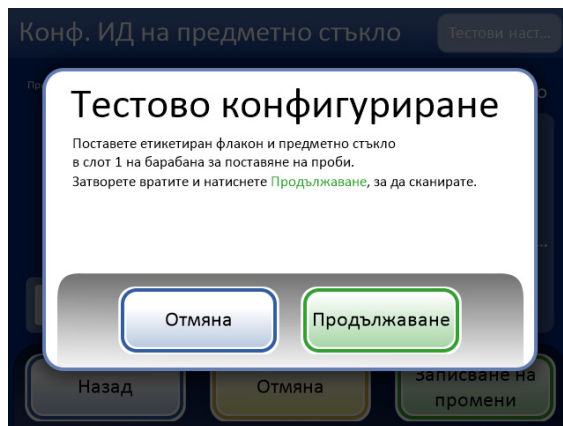 Конф. ИД на предметно стъкло
Тестови наст...
Тестово конфигуриране
Поставете етикетиран флакон и предметно стъкло
в слот 1 на барабана за поставяне на проби.
Затворете вратите и натиснете Продължаване, за да сканирате.
Отмяна
Продължаване
Назад
Отмяна
Записване на
промени